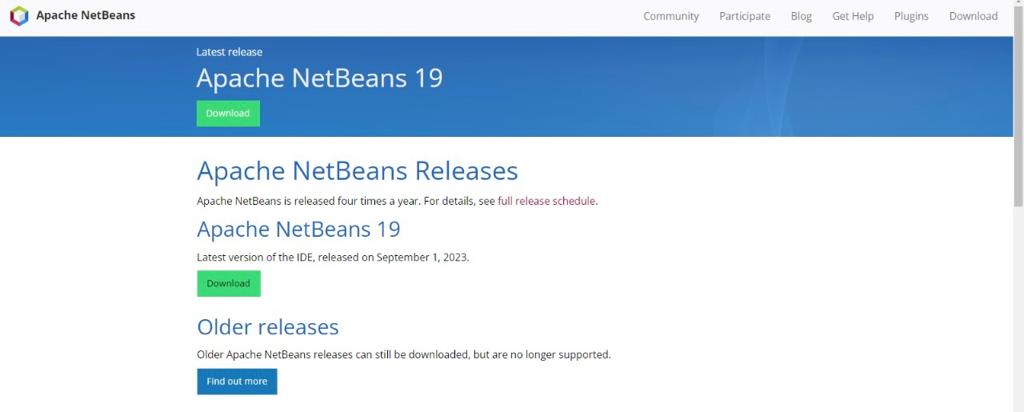 Apache NetBeans
Community Participate Blog Get Help Plugins Download
Latest release
Apache NetBeans 19
Download
Apache NetBeans Releases
Apache NetBeans is released four times a year. For details, see full release schedule.
Apache NetBeans 19
Latest version of the IDE, released on September 1, 2023.
Download
Older releases
Older Apache NetBeans releases can still be downloaded, but are no longer supported.
Find out more